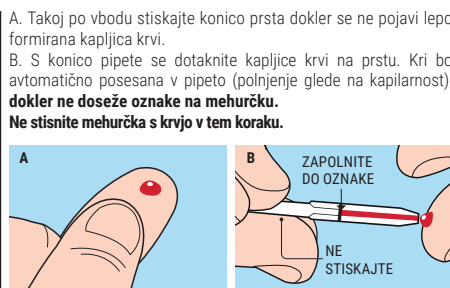 A. Takoj po vbodu stiskajte konico prsta dokler se ne pojavi lepo
formirana kapljica krvi.
B. S konico pipete se dotaknite kapljice krvi na prstu. Kri bo
avtomatično posesana v pipeto (polnjenje glede na kapilarnost),
dokler ne doseže oznake na mehurčku.
Ne stisnite mehurčka s krvjo v tem koraku.
A
B
ZAPOLNITE
DO OZNAKE
NE
STISKAJTE